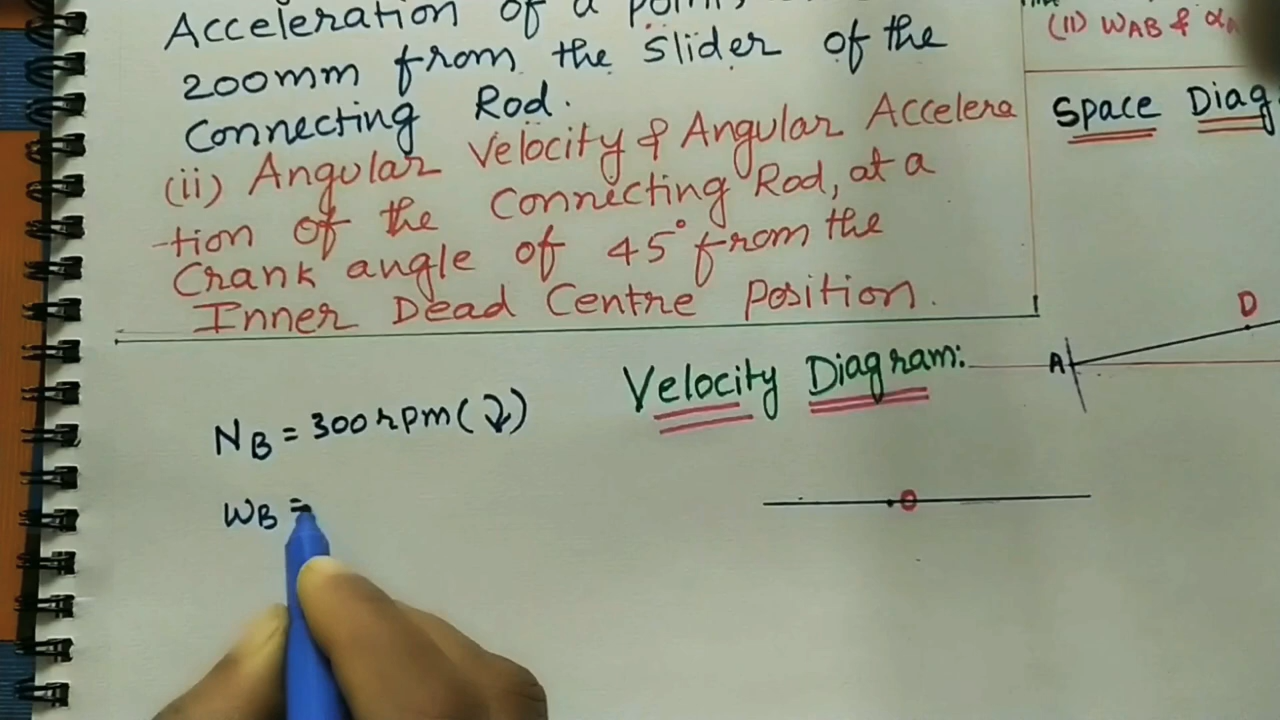 Acceleration of a point
200mm from the slider of the
Connecting Rod.
(ii) Angular Velocity & Angular Accelera
-tion of the Connecting Rod, at a
Crank angle of 45° from the
Inner Dead Centre Position.
(ii) WAB &
Space Diag
D
A
Velocity Diagram:
NB = 300 rpm (↻)
WB =
o